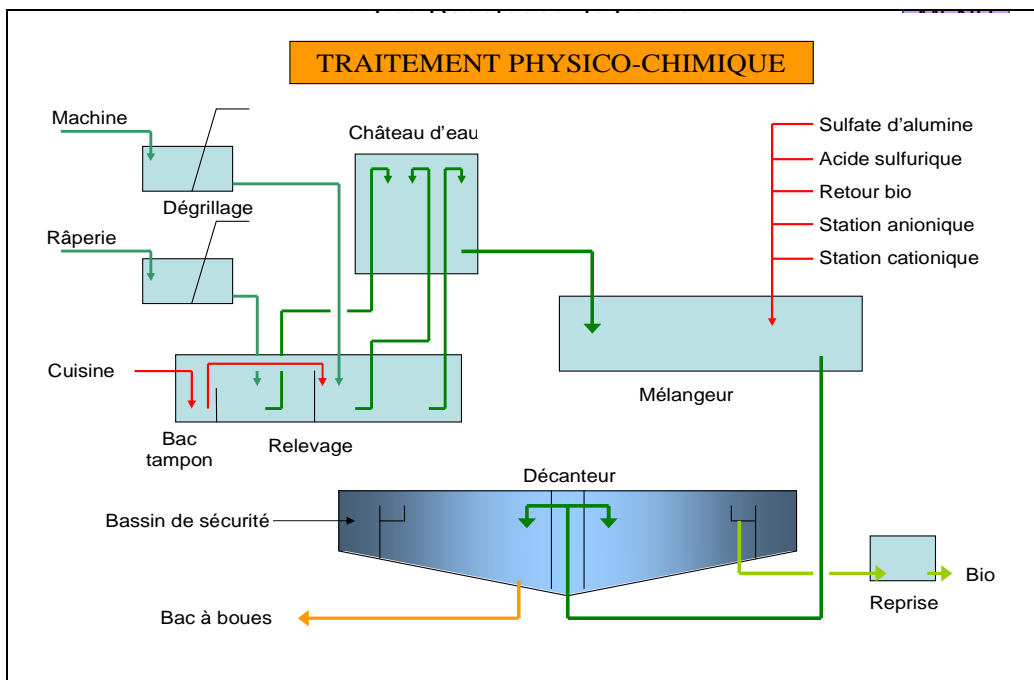 TRAITEMENT PHYSICO-CHIMIQUE
Machine
Château d'eau
Sulfate d'alumine
Acide sulfurique
Retour bio
Station anionique
Station cationique
Dégrillage
Râperie
Cuisine
Bac
tampon
Relevage
Mélangeur
Décanteur
Bassin de sécurité
Bac à boues
Reprise
Bio